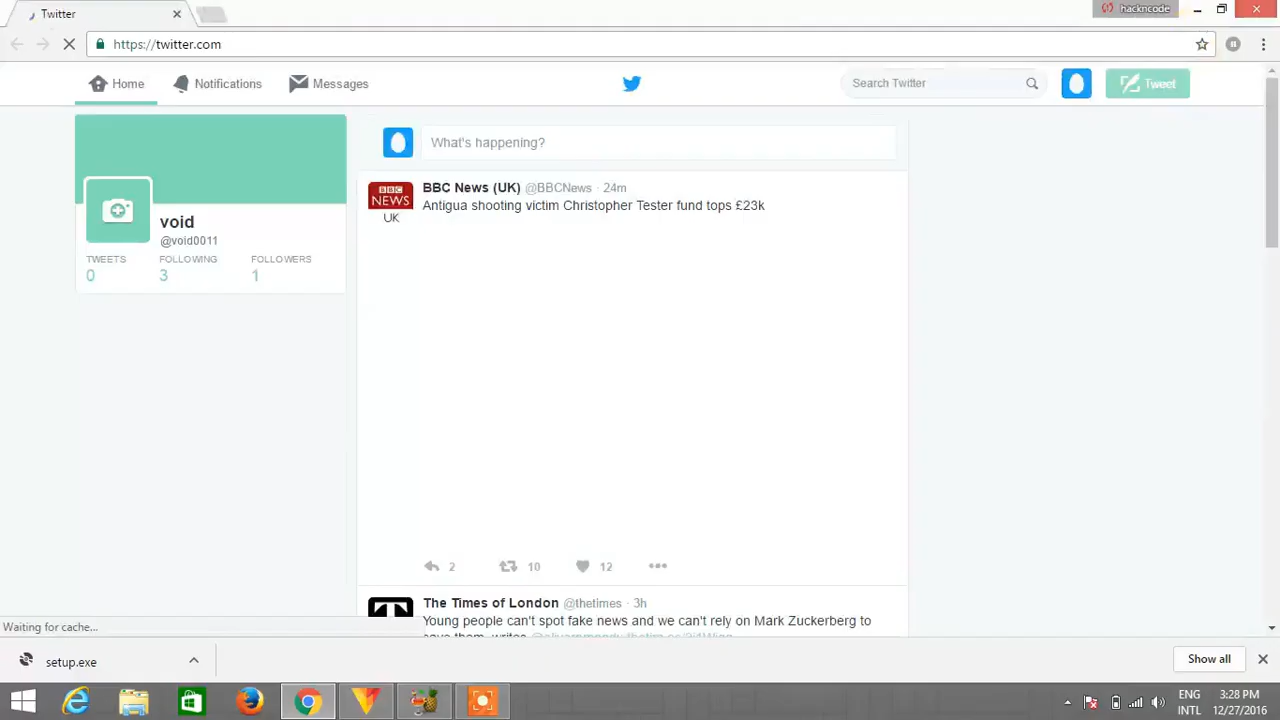 Twitter
hackncode
https://twitter.com
Home
Notifications
Messages
Search Twitter
Tweet
What's happening?
void
@void0011
TWEETS
FOLLOWING
FOLLOWERS
0
3
1
BBC News (UK) @BBCNews · 24m
BBC
NEWS
UK
Antigua shooting victim Christopher Tester fund tops £23k
2
10
12
The Times of London @thetimes · 3h
Young people can't spot fake news and we can't rely on Mark Zuckerberg to
save them, writes
Waiting for cache...
setup.exe
Show all
ENG
INTL
3:28 PM
12/27/2016